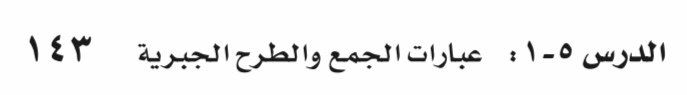 الدرس ٥-١ : عبارات الجمع والطرح الجبرية ١٤٣